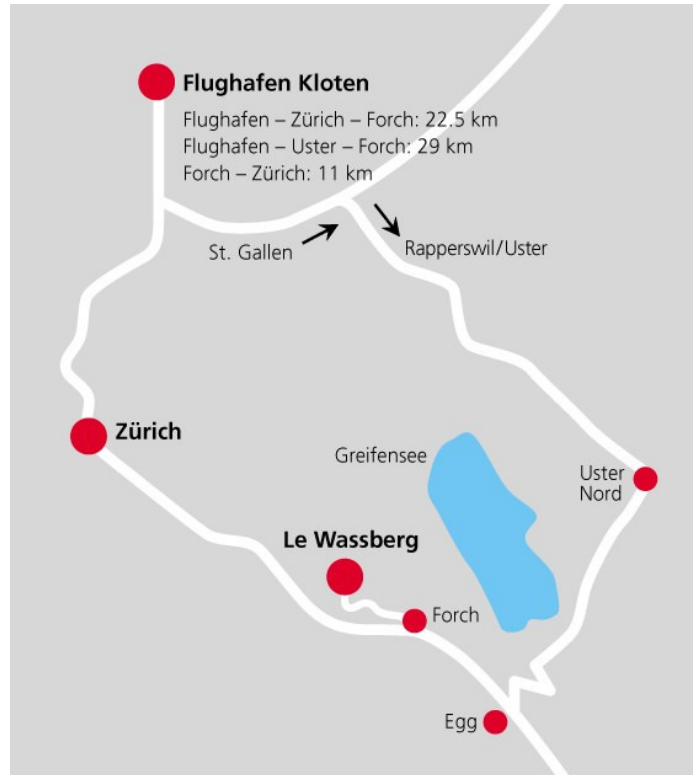 Flughafen Kloten
Flughafen – Zürich – Forch: 22.5 km
Flughafen – Uster – Forch: 29 km
Forch – Zürich: 11 km
St. Gallen
Rapperswil/Uster
Zürich
Greifensee
Uster
Nord
Le Wassberg
Forch
Egg